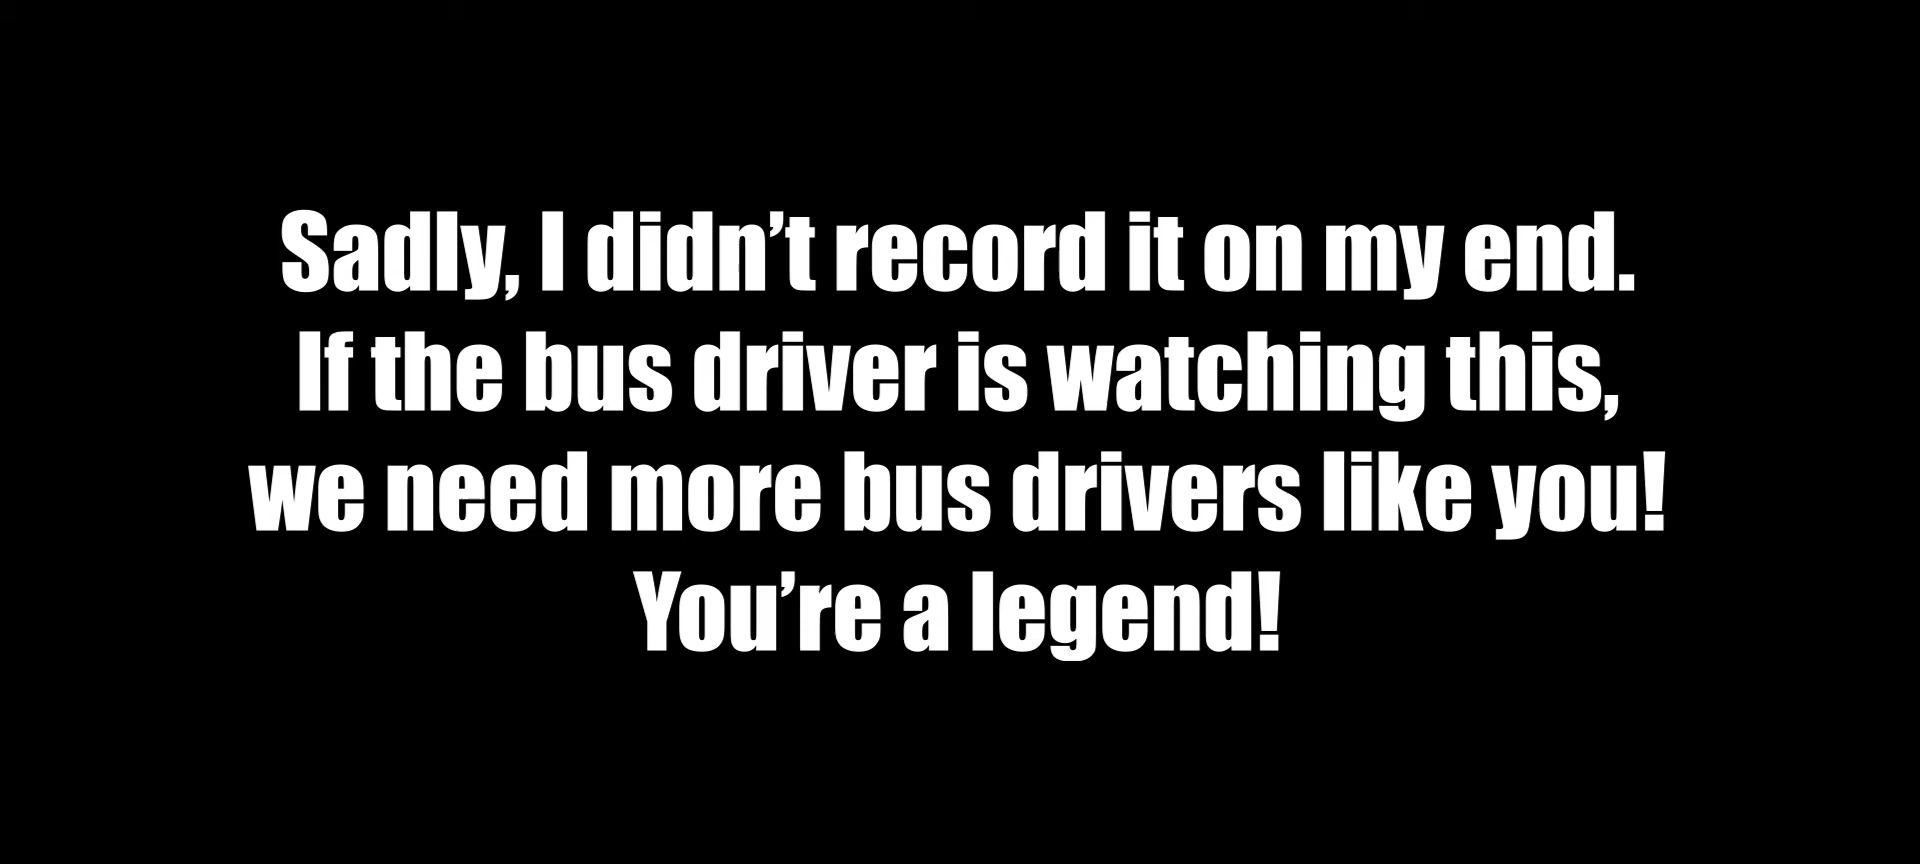 Sadly, I didn’t record it on my end.
If the bus driver is watching this,
we need more bus drivers like you!
You’re a legend!